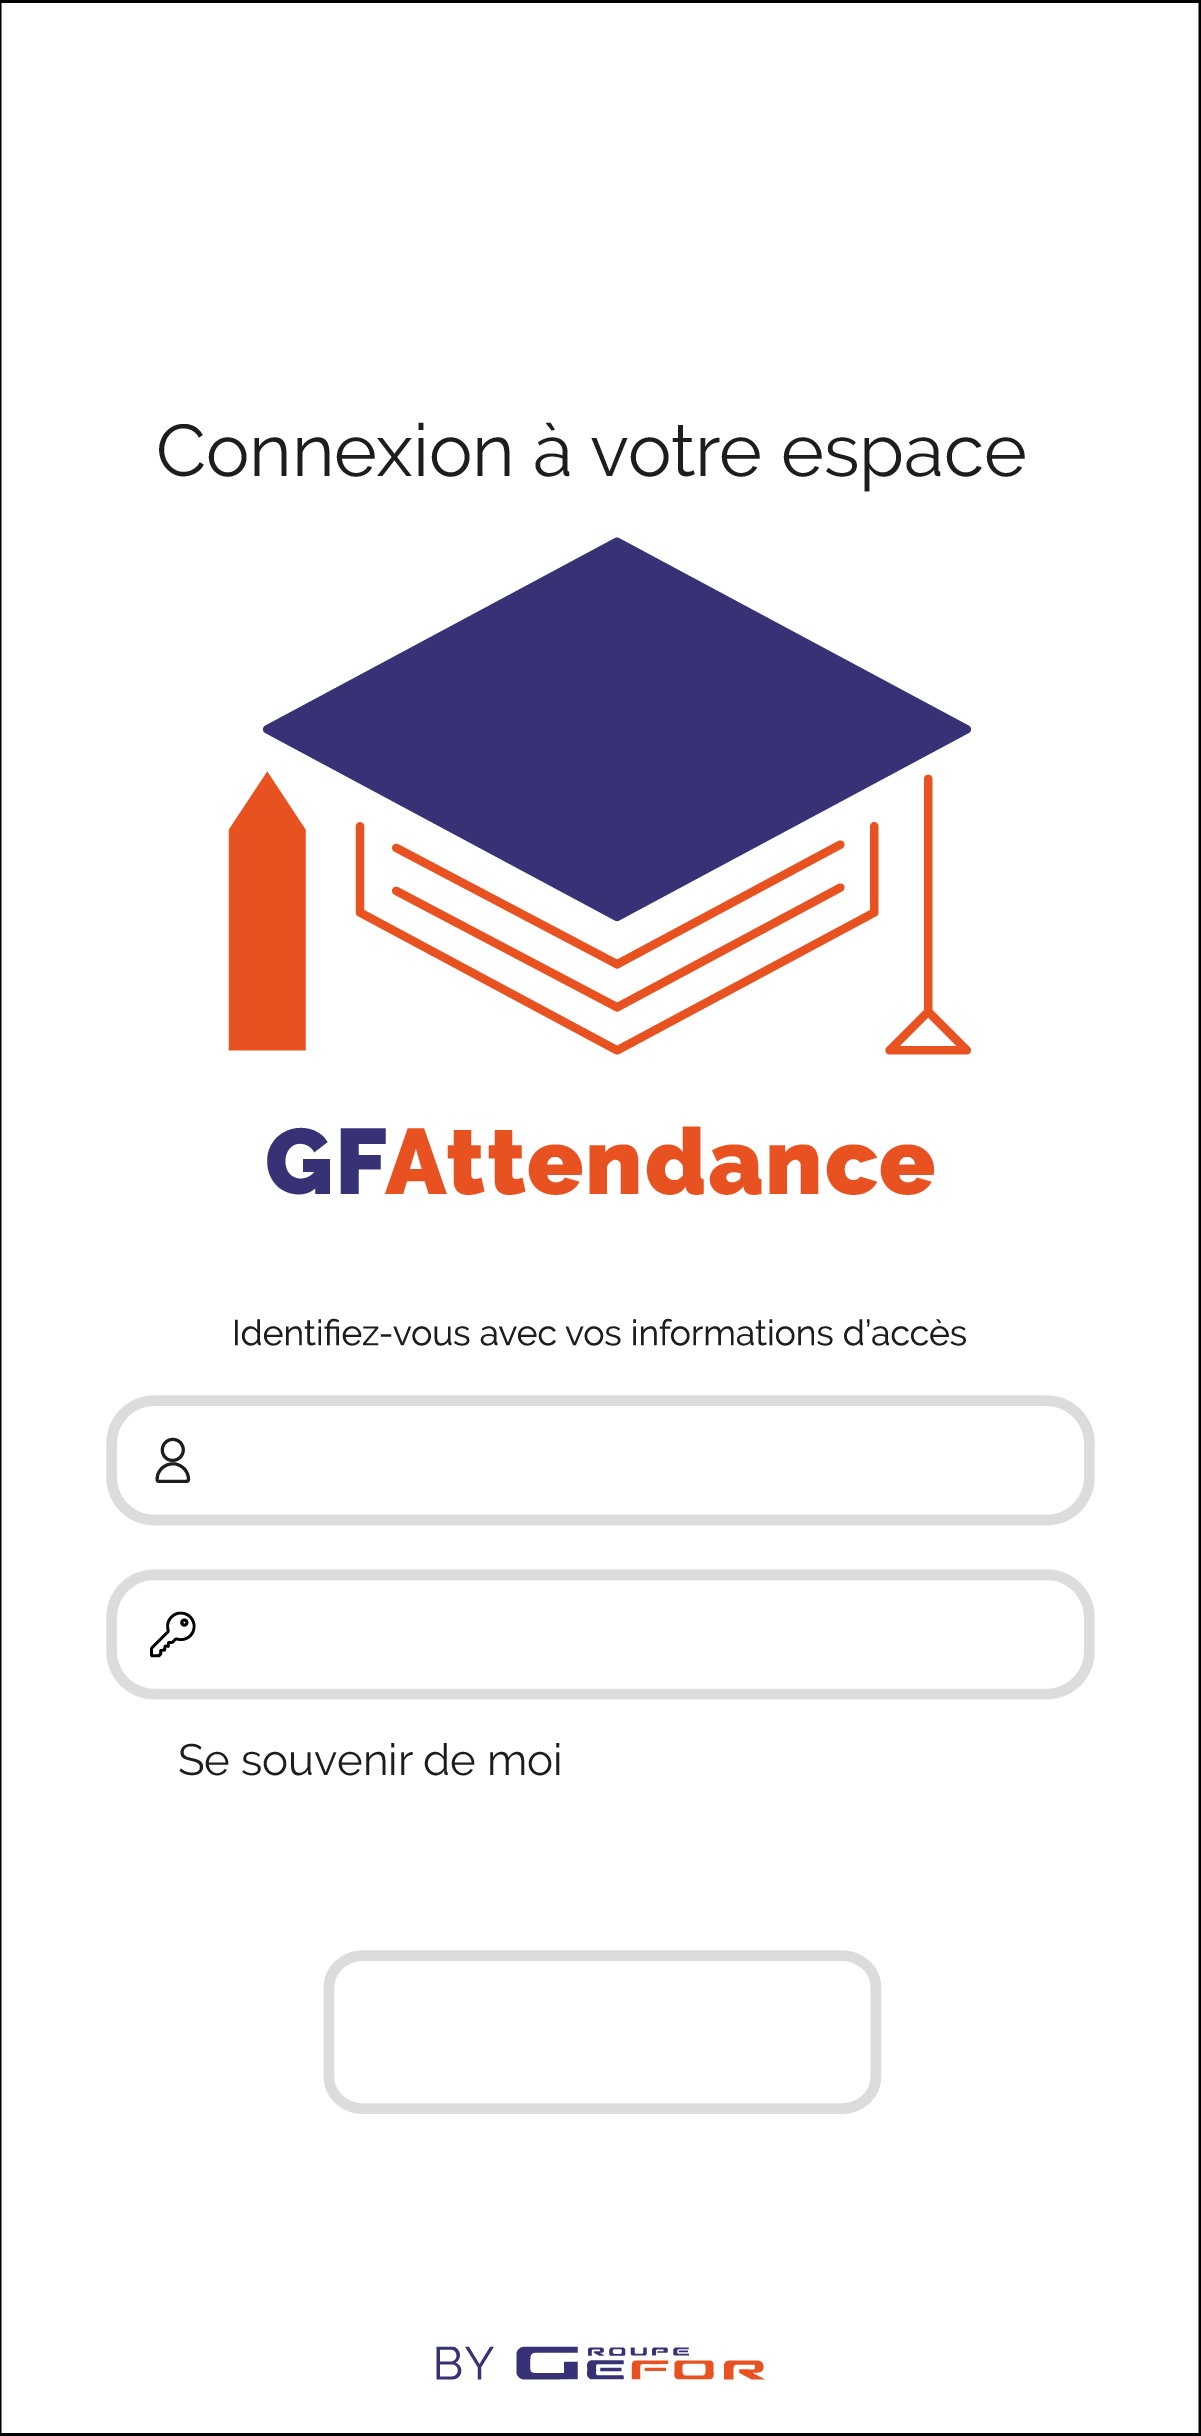 Connexion à votre espace
GFAttendance
Identifiez-vous avec vos informations d’accès
Se souvenir de moi
BY GROUPE GEFOR